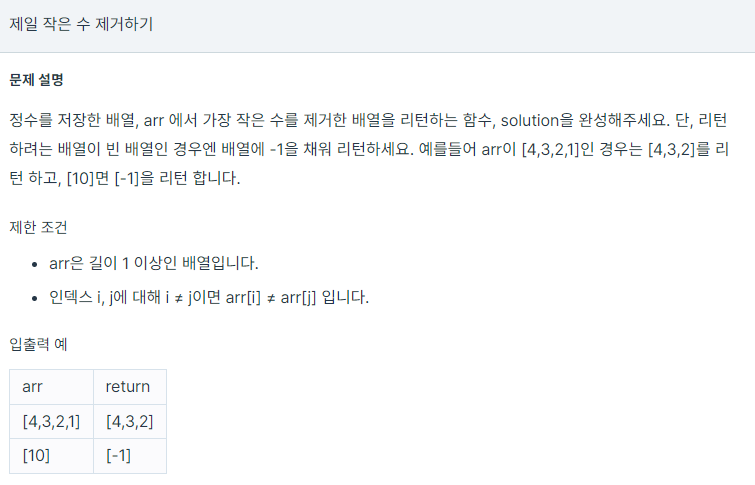 제일 작은 수 제거하기
문제 설명
정수를 저장한 배열, arr 에서 가장 작은 수를 제거한 배열을 리턴하는 함수, solution을 완성해주세요. 단, 리턴
하려는 배열이 빈 배열인 경우엔 배열에 -1을 채워 리턴하세요. 예를들어 arr이 [4,3,2,1]인 경우는 [4,3,2]를 리
턴 하고, [10]면 [-1]을 리턴 합니다.
제한 조건
• arr은 길이 1 이상인 배열입니다.
• 인덱스 i, j에 대해 i ≠ j이면 arr[i] ≠ arr[j] 입니다.
입출력 예
arr return
[4,3,2,1] [4,3,2]
[10] [-1]